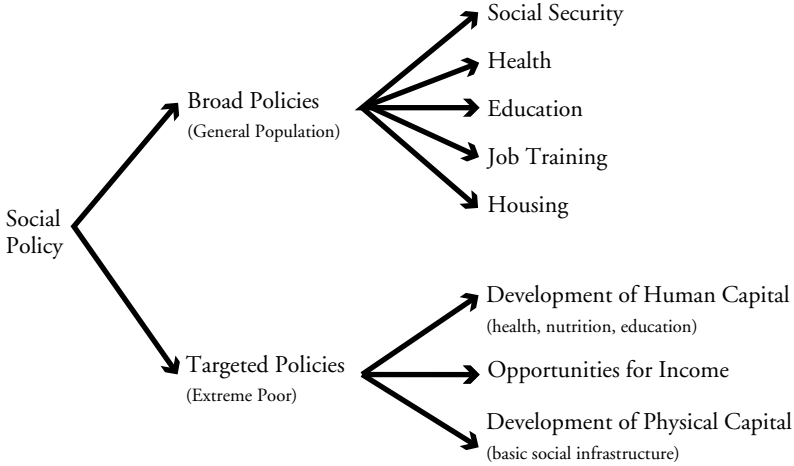 Social
Policy
Broad Policies
(General Population)
Social Security
Health
Education
Job Training
Housing
Targeted Policies
(Extreme Poor)
Development of Human Capital
(health, nutrition, education)
Opportunities for Income
Development of Physical Capital
(basic social infrastructure)